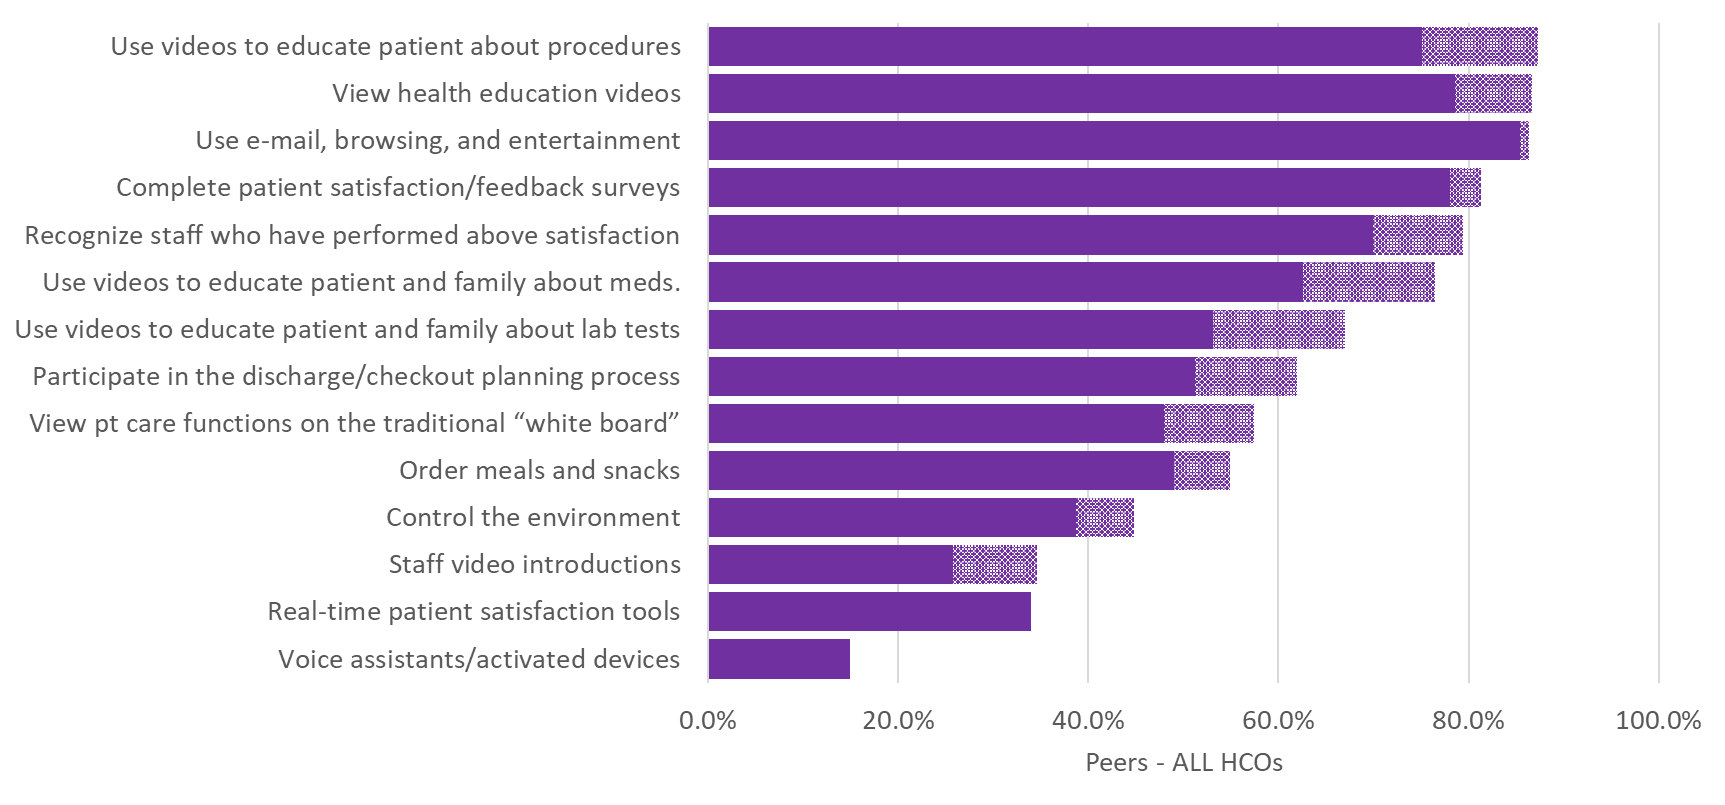 Use videos to educate patient about procedures
View health education videos
Use e-mail, browsing, and entertainment
Complete patient satisfaction/feedback surveys
Recognize staff who have performed above satisfaction
Use videos to educate patient and family about meds.
Use videos to educate patient and family about lab tests
Participate in the discharge/checkout planning process
View pt care functions on the traditional “white board”
Order meals and snacks
Control the environment
Staff video introductions
Real-time patient satisfaction tools
Voice assistants/activated devices
0.0% 20.0% 40.0% 60.0% 80.0% 100.0%
Peers - ALL HCOs